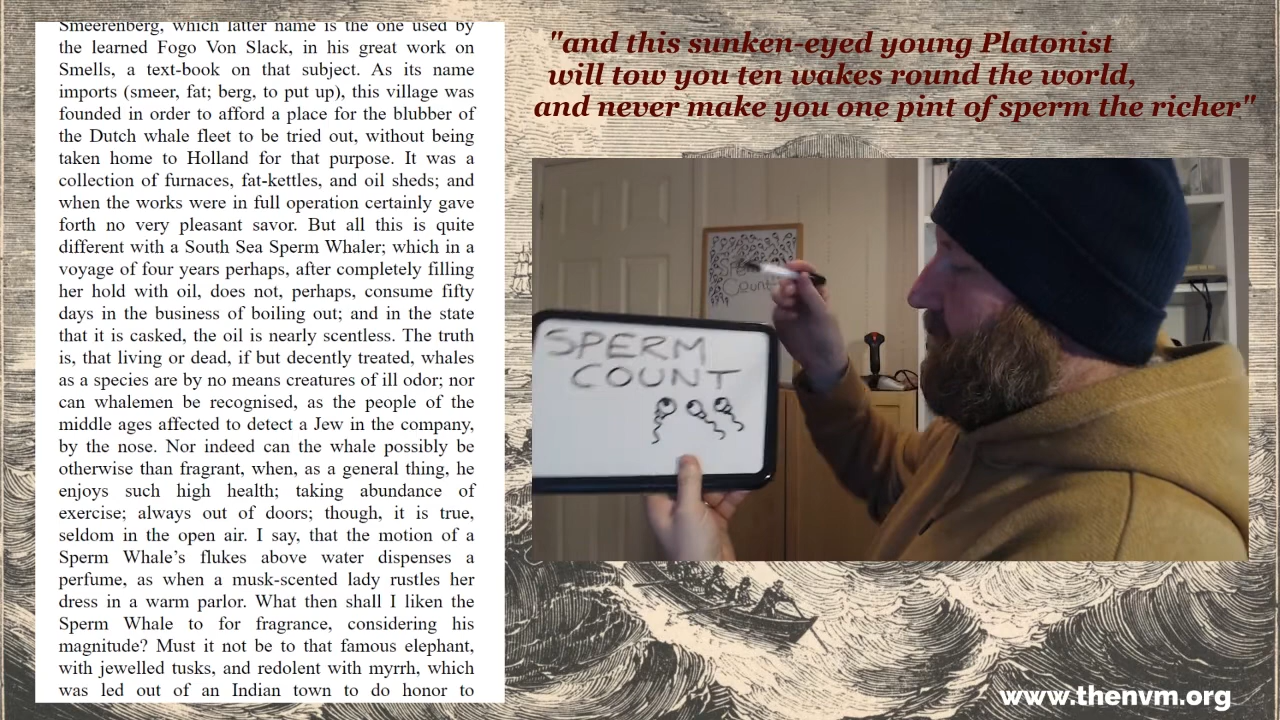 Smeerenberg, which latter name is the one used by
the learned Fogo Von Slack, in his great work on
Smells, a text-book on that subject. As its name
imports (smeer, fat; berg, to put up), this village was
founded in order to afford a place for the blubber of
the Dutch whale fleet to be tried out, without being
taken home to Holland for that purpose. It was a
collection of furnaces, fat-kettles, and oil sheds; and
when the works were in full operation certainly gave
forth no very pleasant savor. But all this is quite
different with a South Sea Sperm Whaler; which in a
voyage of four years perhaps, after completely filling
her hold with oil, does not, perhaps, consume fifty
days in the business of boiling out; and in the state
that it is casked, the oil is nearly scentless. The truth
is, that living or dead, if but decently treated, whales
as a species are by no means creatures of ill odor; nor
can whalemen be recognised, as the people of the
middle ages affected to detect a Jew in the company,
by the nose. Nor indeed can the whale possibly be
otherwise than fragrant, when, as a general thing, he
enjoys such high health; taking abundance of
exercise; always out of doors; though, it is true,
seldom in the open air. I say, that the motion of a
Sperm Whale’s flukes above water dispenses a
perfume, as when a musk-scented lady rustles her
dress in a warm parlor. What then shall I liken the
Sperm Whale to for fragrance, considering his
magnitude? Must it not be to that famous elephant,
with jewelled tusks, and redolent with myrrh, which
was led out of an Indian town to do honor to
"and this sunken-eyed young Platonist
will tow you ten wakes round the world,
and never make you one pint of sperm the richer"
Count
SPERM
COUNT
www.thenvm.org